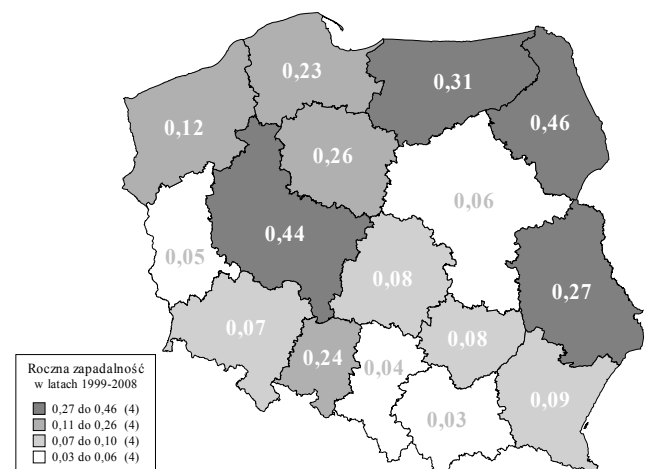 0,23
0,31
0,12
0,46
0,26
0,06
0,44
0,05
0,08
0,27
0,07
0,08
0,24
0,04
0,09
0,03
Roczna zapadalność
w latach 1999-2008
0,27 do 0,46 (4)
0,11 do 0,26 (4)
0,07 do 0,10 (4)
0,03 do 0,06 (4)